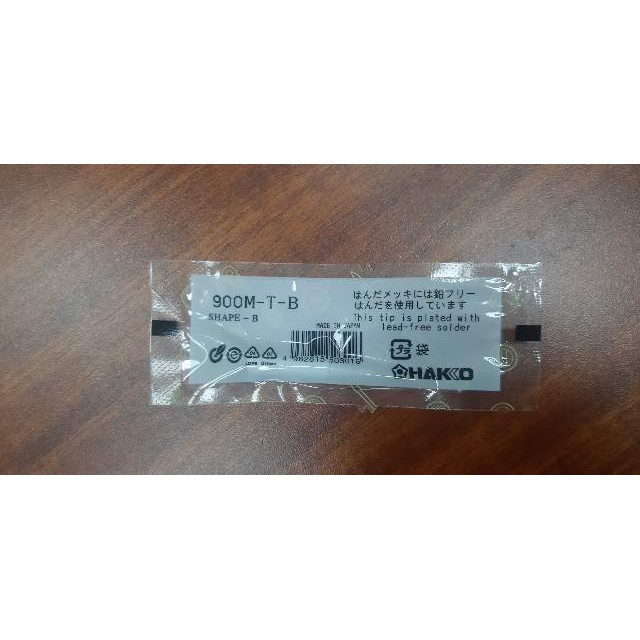 900M-T-B
SHAPE - B
MADE IN JAPAN
はんだメッキには鉛フリー
はんだを使用しています
This tip is plated with
lead-free solder
プラ 袋
HAKKO